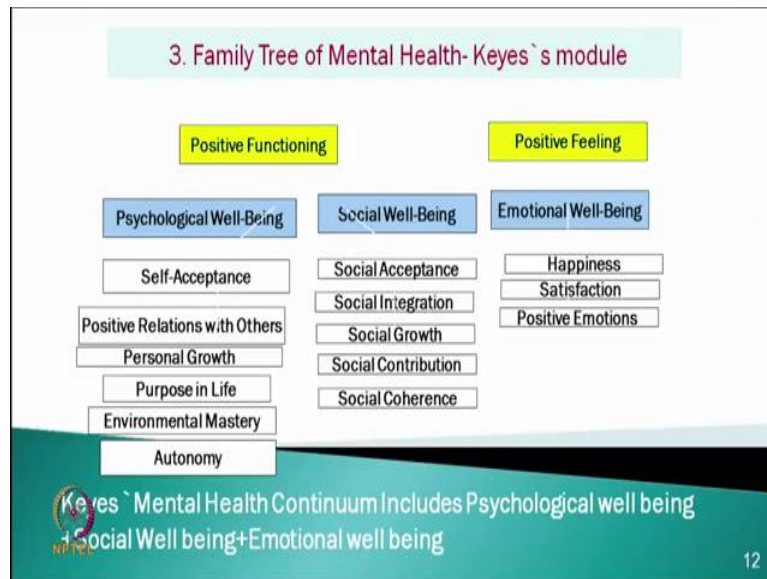 3. Family Tree of Mental Health- Keyes`s module
Positive Functioning
Positive Feeling
Psychological Well-Being
Social Well-Being
Emotional Well-Being
Self-Acceptance
Positive Relations with Others
Personal Growth
Purpose in Life
Environmental Mastery
Autonomy
Social Acceptance
Social Integration
Social Growth
Social Contribution
Social Coherence
Happiness
Satisfaction
Positive Emotions
Keyes `Mental Health Continuum Includes Psychological well being
+Social Well being+Emotional well being
NPTEL
12